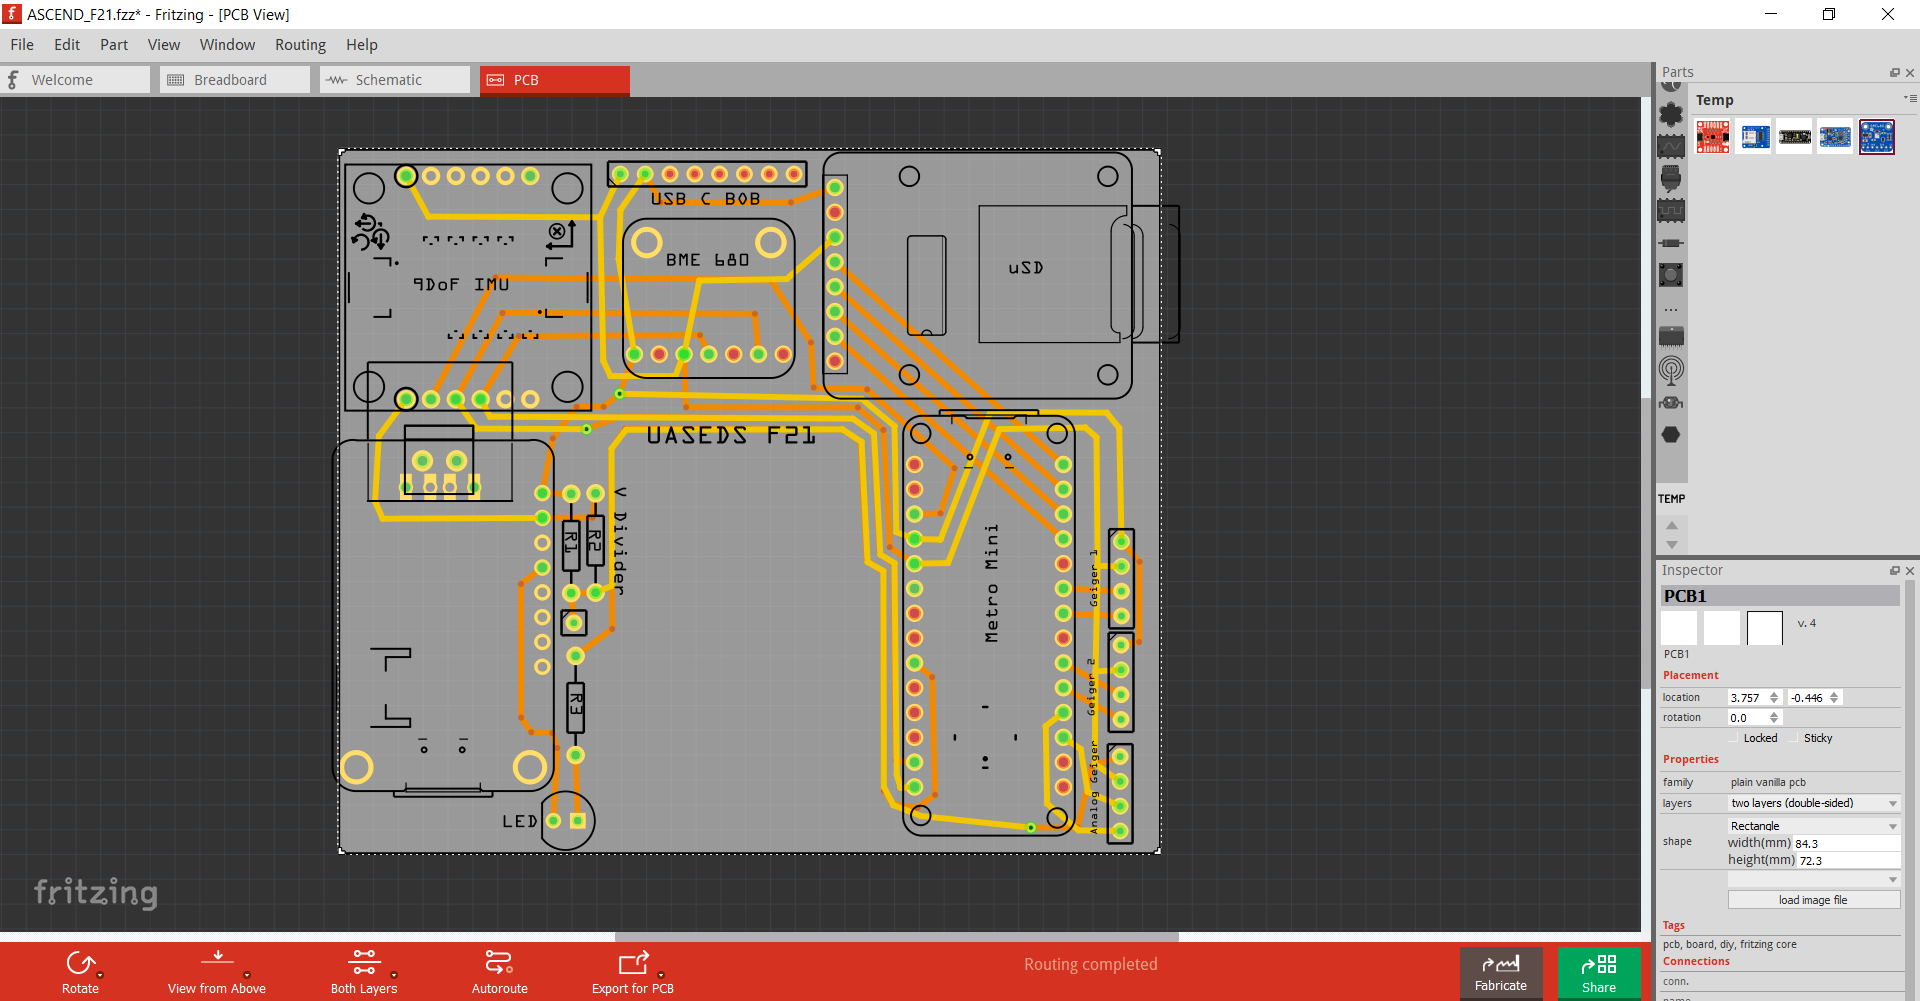 ASCEND_F21.fzz* - Fritzing - [PCB View]
File Edit Part View Window Routing Help
Welcome
Breadboard
Schematic
PCB
Parts
Temp
TEMP
USB C BOB
BME 680
uSD
9DoF IMU
UASEDS F21
V Divider
R1
R2
R3
LED
Metro Mini
Geiger 1
Geiger 2
Analog Geiger
fritzing
Inspector
PCB1
v. 4
PCB1
Placement
location 3.757 -0.446
rotation 0.0
Locked Sticky
Properties
family plain vanilla pcb
layers two layers (double-sided)
Rectangle
shape width(mm) 84.3
height(mm) 72.3
load image file
Tags
pcb, board, diy, fritzing core
Connections
conn.
name
Rotate
View from Above
Both Layers
Autoroute
Export for PCB
Routing completed
Fabricate
Share